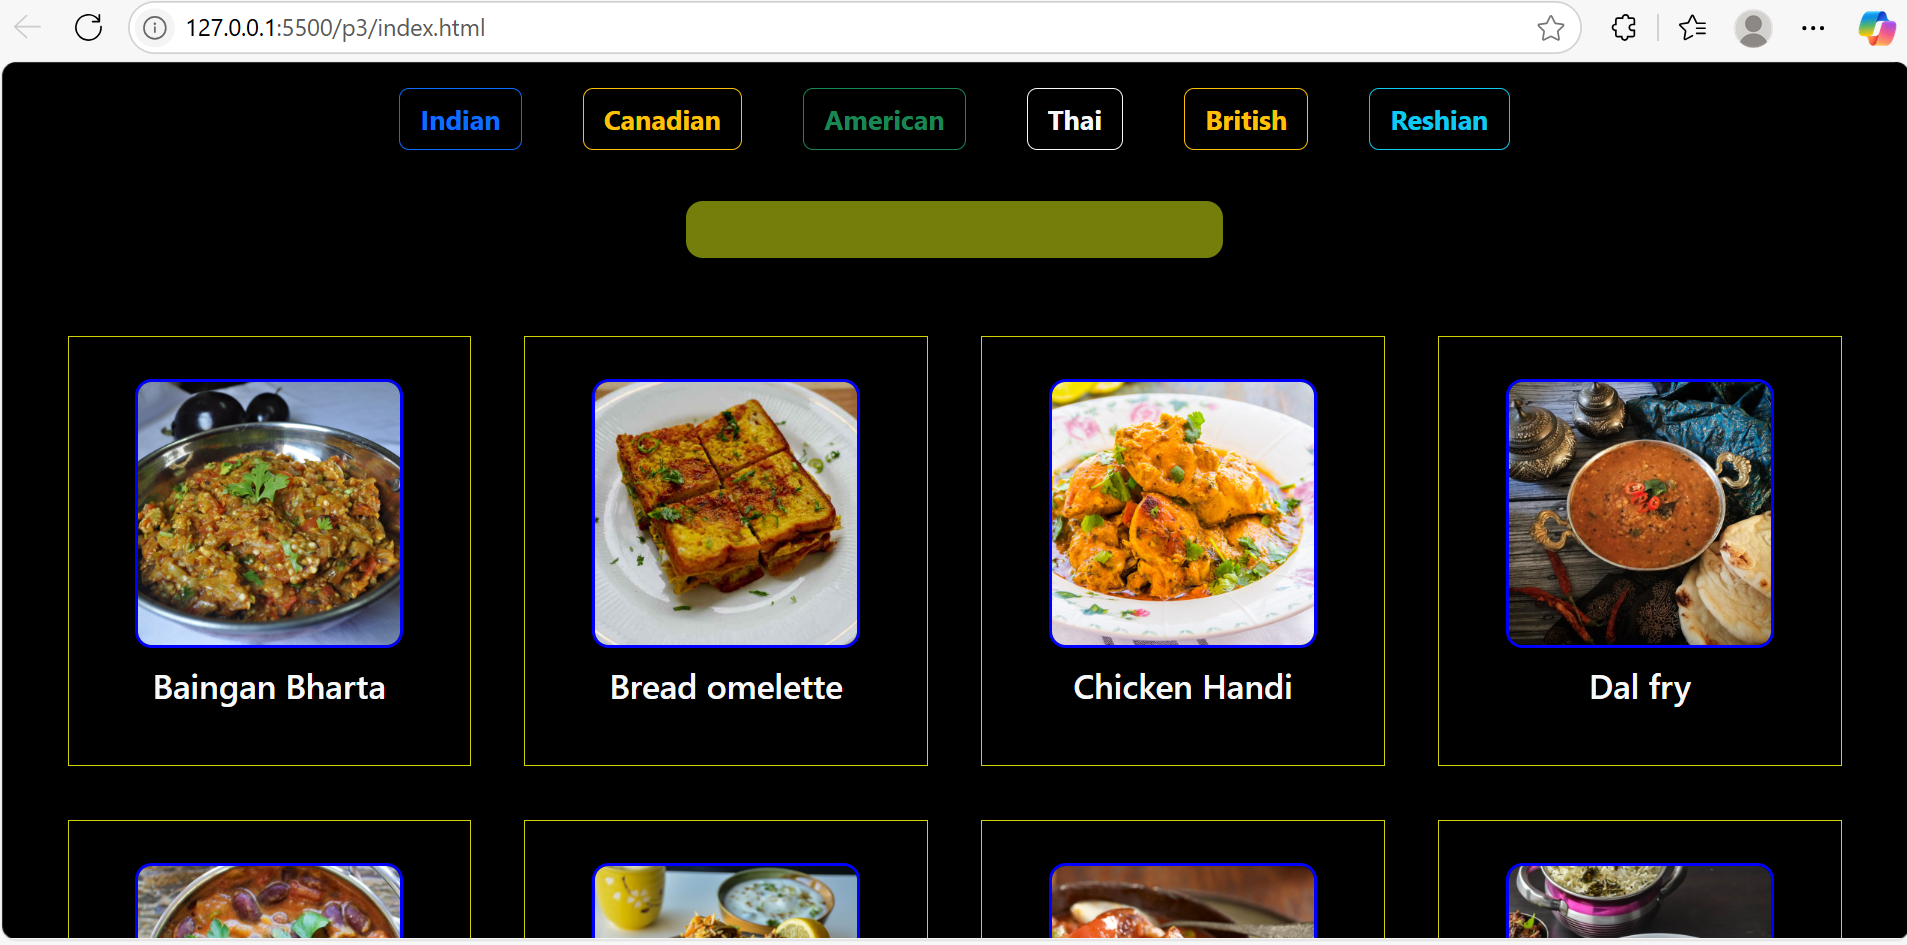 127.0.0.1:5500/p3/index.html
Indian Canadian American Thai British Reshian
Baingan Bharta Bread omelette Chicken Handi Dal fry